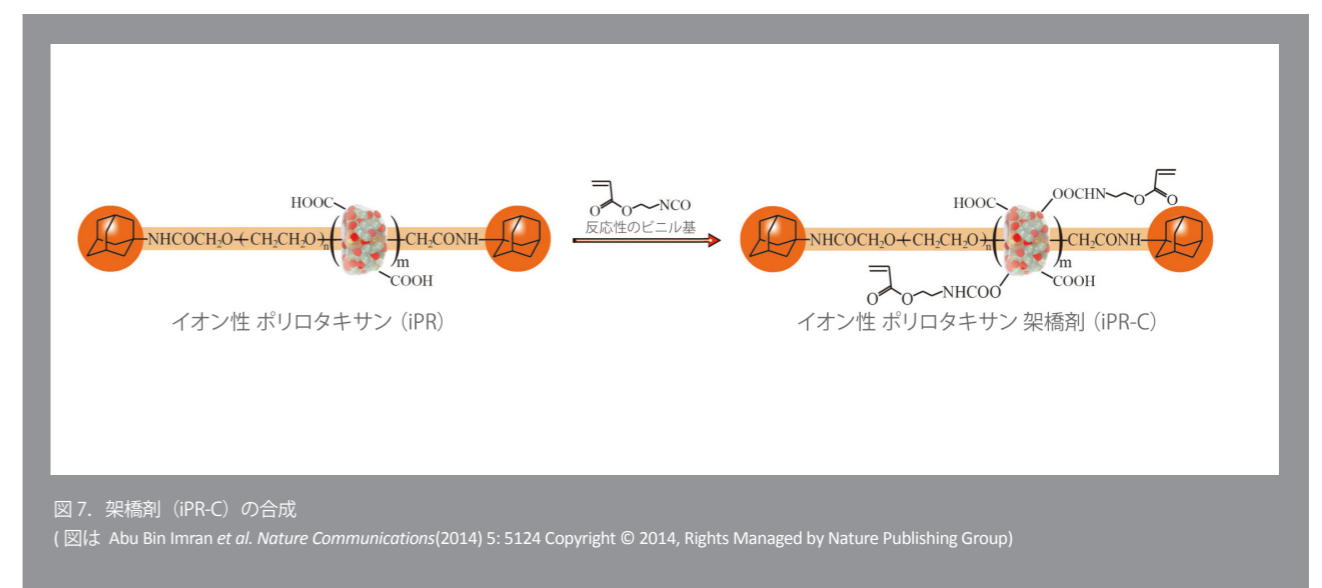 HOOC
NHCOCH₂O
CH₂CH₂O
n
CH₂CONH
m
COOH
O
O
NCO
反応性のビニル基
HOOC
OOCHN
O
O
NHCOCH₂O
CH₂CH₂O
n
CH₂CONH
m
COOH
O
O
NHCOO
イオン性 ポリロタキサン（iPR）
イオン性 ポリロタキサン 架橋剤（iPR-C）
図 7. 架橋剤（iPR-C）の合成
( 図は Abu Bin Imran et al. Nature Communications(2014) 5: 5124 Copyright © 2014, Rights Managed by Nature Publishing Group)